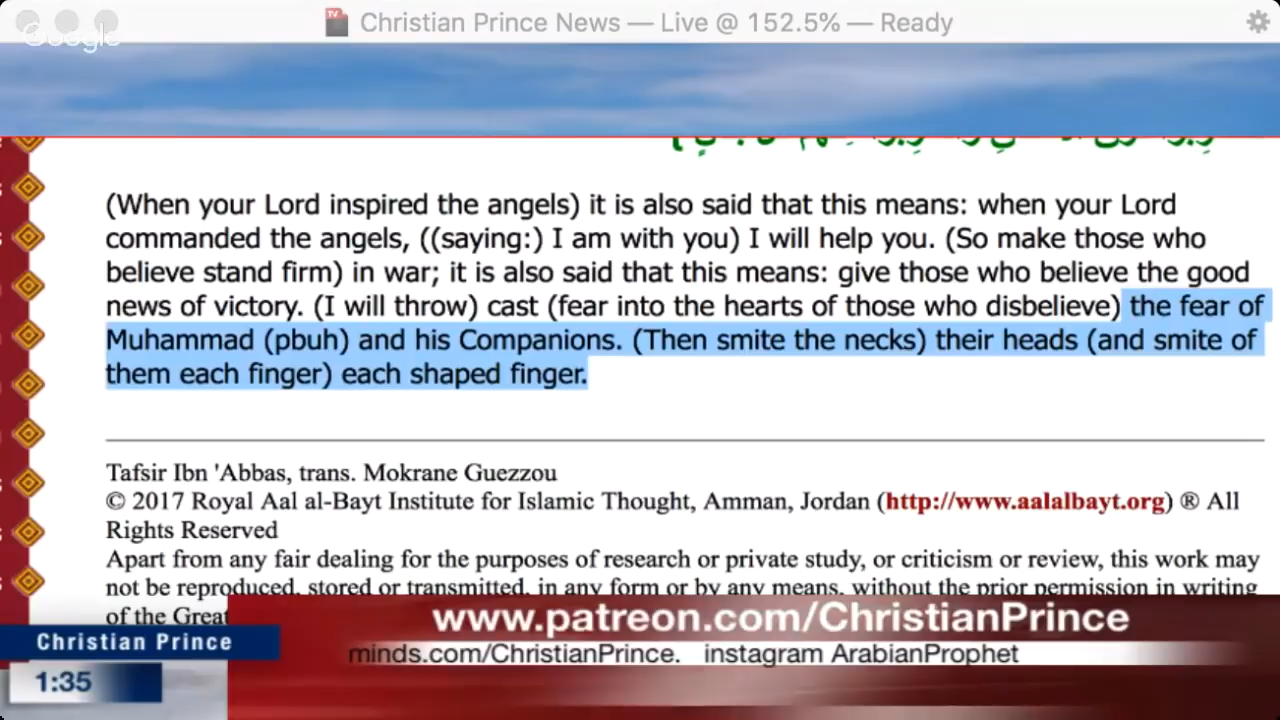 Christian Prince News — Live @ 152.5% — Ready
Google
(When your Lord inspired the angels) it is also said that this means: when your Lord
commanded the angels, ((saying:) I am with you) I will help you. (So make those who
believe stand firm) in war; it is also said that this means: give those who believe the good
news of victory. (I will throw) cast (fear into the hearts of those who disbelieve) the fear of
Muhammad (pbuh) and his Companions. (Then smite the necks) their heads (and smite of
them each finger) each shaped finger.
Tafsir Ibn 'Abbas, trans. Mokrane Guezzou
© 2017 Royal Aal al-Bayt Institute for Islamic Thought, Amman, Jordan (http://www.aalalbayt.org) ® All
Rights Reserved
Apart from any fair dealing for the purposes of research or private study, or criticism or review, this work may
not be reproduced, stored or transmitted, in any form or by any means, without the prior permission in writing
of the Great
www.patreon.com/ChristianPrince
Christian Prince
minds.com/ChristianPrince. instagram ArabianProphet
1:35